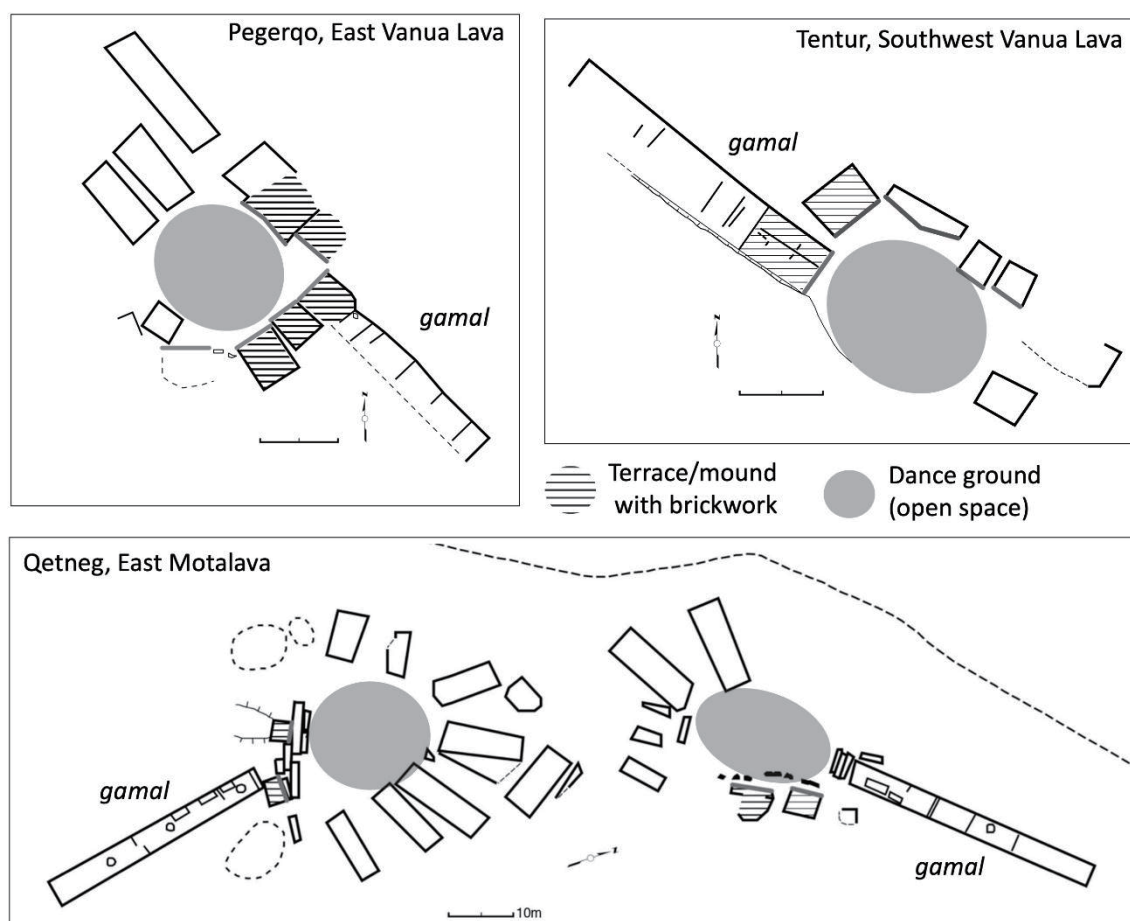 Pegerqo, East Vanua Lava
gamal
N
Tentur, Southwest Vanua Lava
gamal
N
Terrace/mound
with brickwork
Dance ground
(open space)
Qetneg, East Motalava
gamal
gamal
10m